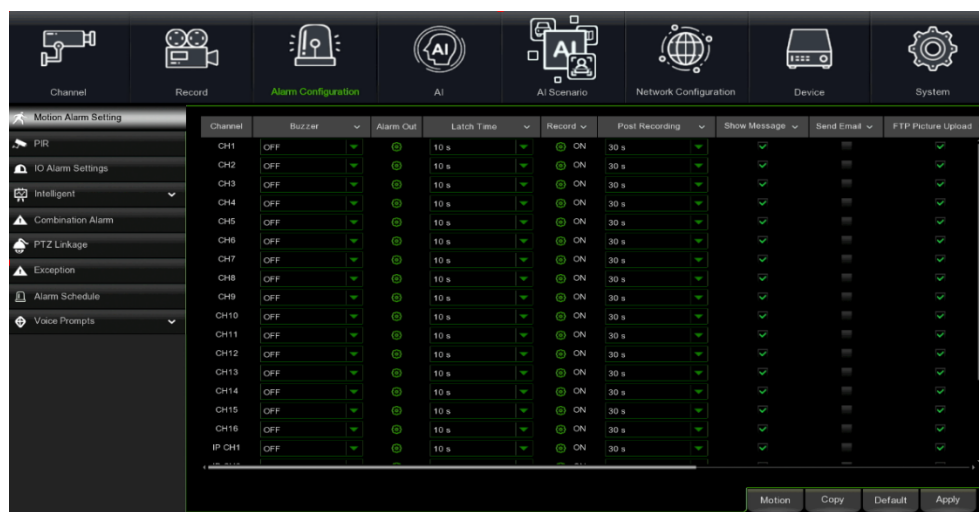 Channel Record Alarm Configuration AI AI Scenario Network Configuration Device System
AI
AI
Motion Alarm Setting
PIR
IO Alarm Settings
Intelligent
Combination Alarm
PTZ Linkage
Exception
Alarm Schedule
Voice Prompts
Channel Buzzer Alarm Out Latch Time Record Post Recording Show Message Send Email FTP Picture Upload
CH1 OFF 10 s ON 30 s
CH2 OFF 10 s ON 30 s
CH3 OFF 10 s ON 30 s
CH4 OFF 10 s ON 30 s
CH5 OFF 10 s ON 30 s
CH6 OFF 10 s ON 30 s
CH7 OFF 10 s ON 30 s
CH8 OFF 10 s ON 30 s
CH9 OFF 10 s ON 30 s
CH10 OFF 10 s ON 30 s
CH11 OFF 10 s ON 30 s
CH12 OFF 10 s ON 30 s
CH13 OFF 10 s ON 30 s
CH14 OFF 10 s ON 30 s
CH15 OFF 10 s ON 30 s
CH16 OFF 10 s ON 30 s
IP CH1 OFF 10 s ON 30 s
Motion Copy Default Apply